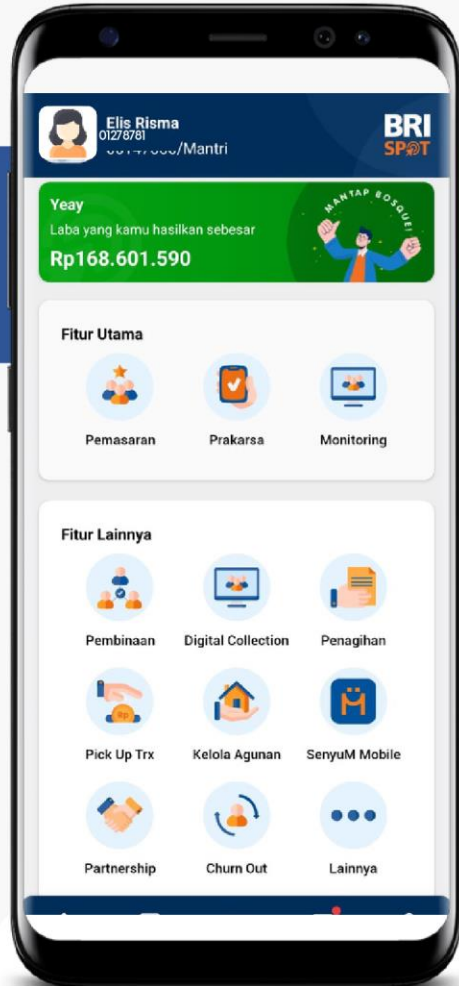 Elis Risma
01278781
/Mantri
BRI
SPOT
Yeay
Laba yang kamu hasilkan sebesar
Rp168.601.590
MANTAP BOSQUE!
Fitur Utama
Pemasaran
Prakarsa
Monitoring
Fitur Lainnya
Rp
Pembinaan
Digital Collection
Penagihan
Pick Up Trx
Kelola Agunan
SenyuM Mobile
Partnership
Churn Out
Lainnya